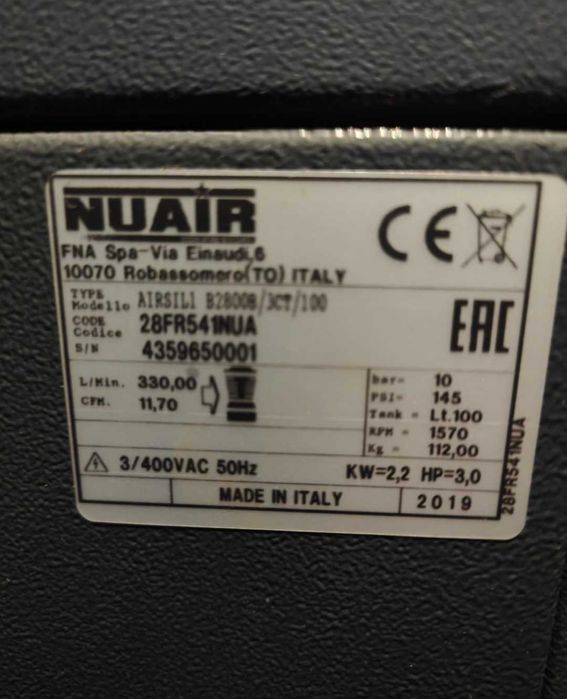 NUAIR
CE
FNA Spa-Via Einaudi,6
10070 Robassomero(TO) ITALY
TYPE
Modello AIRSIL1 B2800B/3CT/100
CODE
Codice 28FR541NUA
S/N 4359650001
EAC
L/Min. 330,00
CFM. 11,70
bar= 10
PSI= 145
Tank = Lt.100
RPM = 1570
Kg = 112,00
3/400VAC 50Hz KW=2,2 HP=3,0
MADE IN ITALY 2019
28FR541NUA